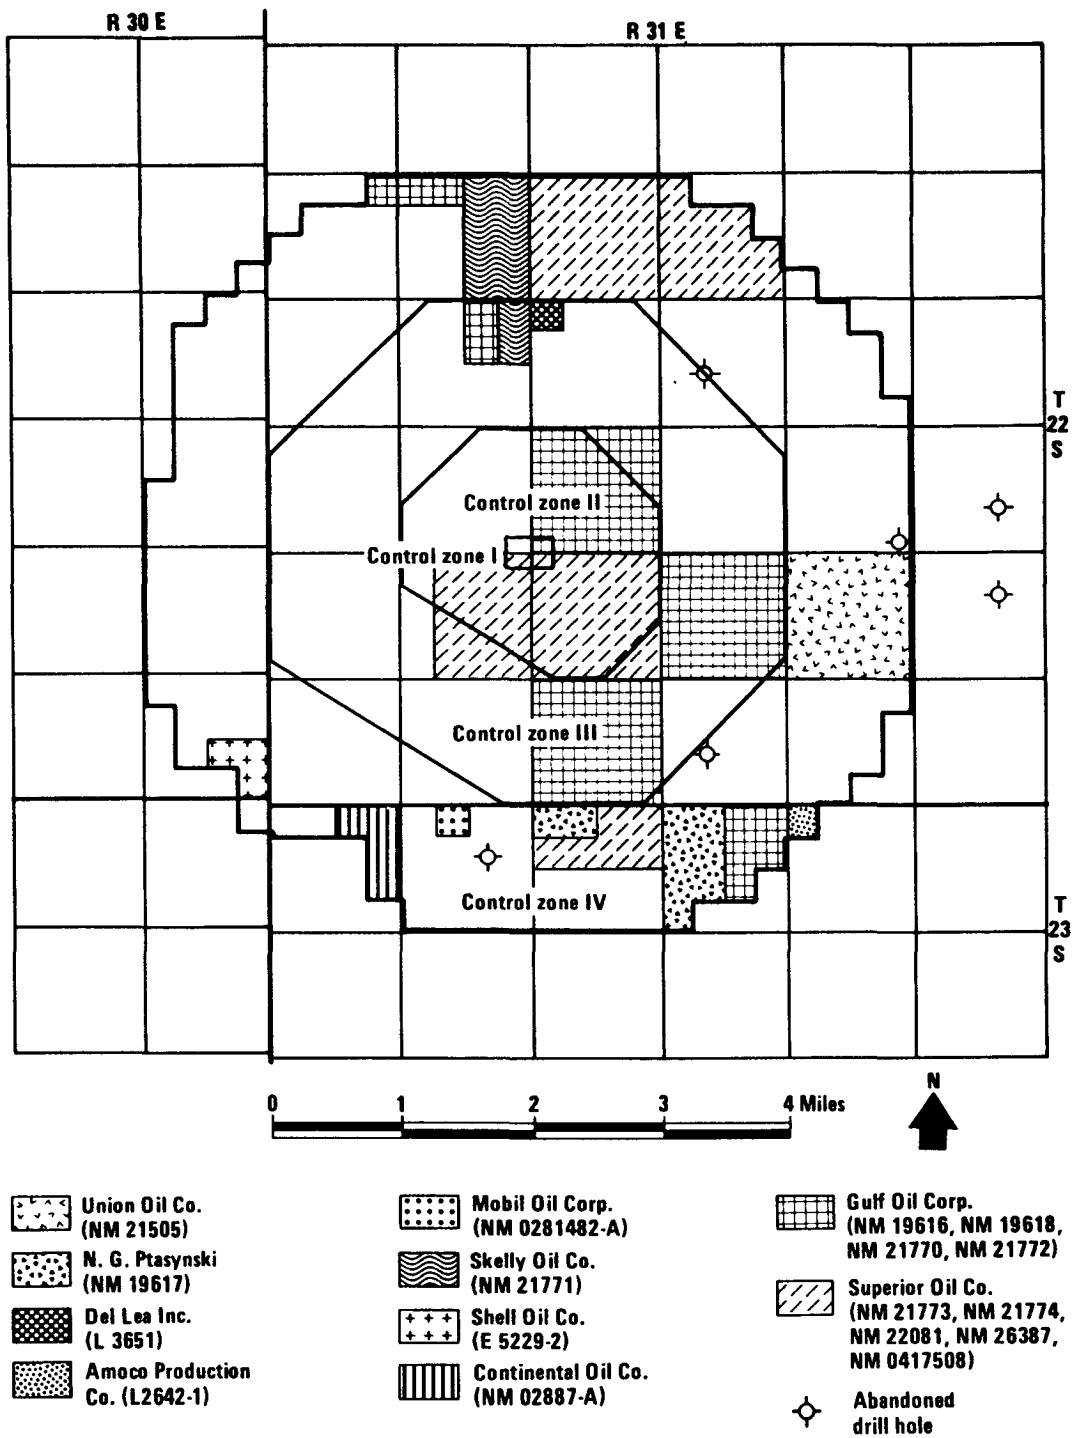 R 30 E
R 31 E
T
22
S
Control zone II
Control zone I
Control zone III
Control zone IV
T
23
S
N
0 1 2 3 4 Miles
Union Oil Co.
(NM 21505)
N. G. Ptasynski
(NM 19617)
Del Lea Inc.
(L 3651)
Amoco Production
Co. (L2642-1)
Mobil Oil Corp.
(NM 0281482-A)
Skelly Oil Co.
(NM 21771)
Shell Oil Co.
(E 5229-2)
Continental Oil Co.
(NM 02887-A)
Gulf Oil Corp.
(NM 19616, NM 19618,
NM 21770, NM 21772)
Superior Oil Co.
(NM 21773, NM 21774,
NM 22081, NM 26387,
NM 0417508)
Abandoned
drill hole